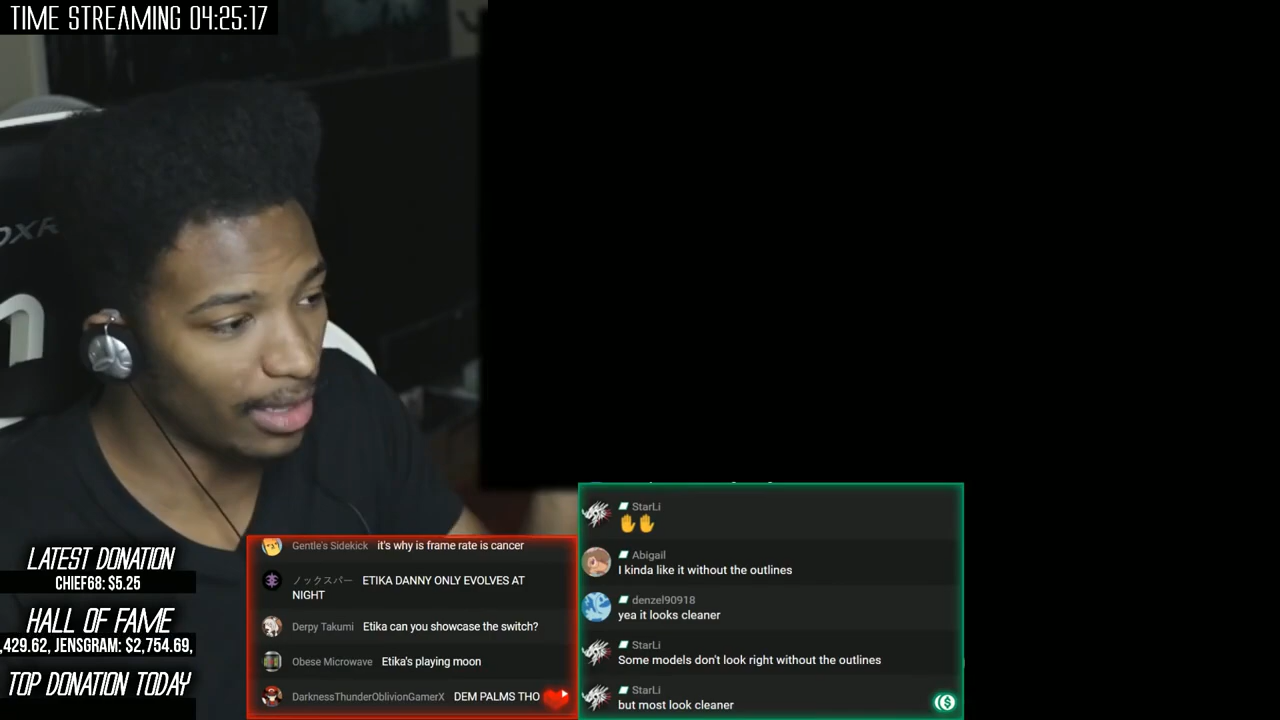 TIME STREAMING 04:25:17
DXR
n
LATEST DONATION
CHIEF68: $5.25
HALL OF FAME
,429.62, JENSGRAM: $2,754.69,
TOP DONATION TODAY
Gentle's Sidekick it's why is frame rate is cancer
ノックスパー ETIKA DANNY ONLY EVOLVES AT
NIGHT
Derpy Takumi Etika can you showcase the switch?
Obese Microwave Etika's playing moon
DarknessThunderOblivionGamerX DEM PALMS THO
StarLi
✋✋
Abigail
I kinda like it without the outlines
denzel90918
yea it looks cleaner
StarLi
Some models don't look right without the outlines
StarLi
but most look cleaner